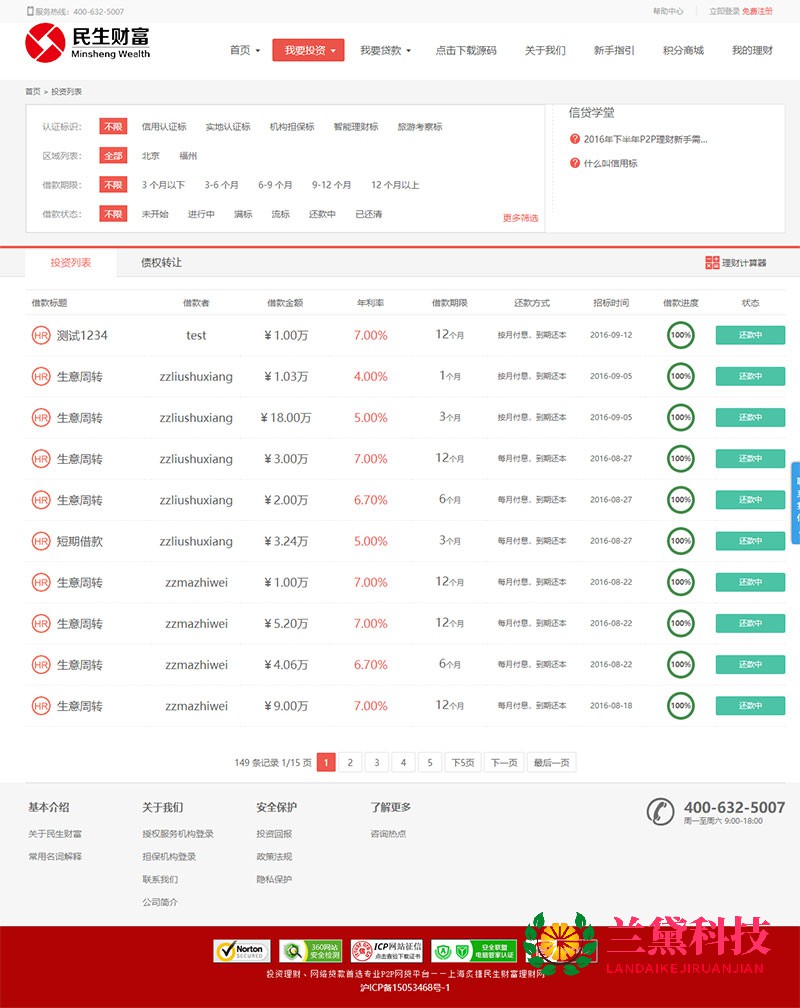 服务热线：400-632-5007
帮助中心 立即登录 免费注册
民生财富
Minsheng Wealth
首页 我要投资 我要贷款 点击下载源码 关于我们 新手指引 积分商城 我的理财
首页 > 投资列表
认证标识： 不限 信用认证标 实地认证标 机构担保标 智能理财标 旅游考察标
区域列表： 全部 北京 福州
借款期限： 不限 3 个月以下 3-6 个月 6-9 个月 9-12 个月 12 个月以上
借款状态： 不限 未开始 进行中 满标 流标 还款中 已还清
更多筛选
信贷学堂
2016年下半年P2P理财新手需...
什么叫信用标
投资列表 债权转让 理财计算器
借款标题 借款者 借款金额 年利率 借款期限 还款方式 招标时间 借款进度 状态
HR 测试1234 test ￥1.00万 7.00% 12个月 按月付息、到期还本 2016-09-12 100% 还款中
HR 生意周转 zzliushuxiang ￥1.03万 4.00% 1个月 按月付息、到期还本 2016-09-05 100% 还款中
HR 生意周转 zzliushuxiang ￥18.00万 5.00% 3个月 按月付息、到期还本 2016-09-05 100% 还款中
HR 生意周转 zzliushuxiang ￥3.00万 7.00% 12个月 每月付息、到期还本 2016-08-27 100% 还款中
HR 生意周转 zzliushuxiang ￥2.00万 6.70% 6个月 每月付息、到期还本 2016-08-27 100% 还款中
HR 短期借款 zzliushuxiang ￥3.24万 5.00% 3个月 每月付息、到期还本 2016-08-27 100% 还款中
HR 生意周转 zzmazhiwei ￥1.00万 7.00% 12个月 每月付息、到期还本 2016-08-22 100% 还款中
HR 生意周转 zzmazhiwei ￥5.20万 7.00% 12个月 每月付息、到期还本 2016-08-22 100% 还款中
HR 生意周转 zzmazhiwei ￥4.06万 6.70% 6个月 每月付息、到期还本 2016-08-22 100% 还款中
HR 生意周转 zzmazhiwei ￥9.00万 7.00% 12个月 每月付息、到期还本 2016-08-18 100% 还款中
149 条记录 1/15 页 1 2 3 4 5 下5页 下一页 最后一页
基本介绍
关于民生财富
常用名词解释
关于我们
授权服务机构登录
担保机构登录
联系我们
公司简介
安全保护
投资回报
政策法规
隐私保护
了解更多
咨询热点
400-632-5007
周一至周六 9:00-18:00
Norton
SECURED
360网站
安全检测
ICP网站征信
点击查验下载证书
安全联盟
电脑管家认证
兰黛科技
LANDAIKEJIRUANJIAN
投资理财、网络贷款首选专业P2P网贷平台
沪ICP备15053468号-1